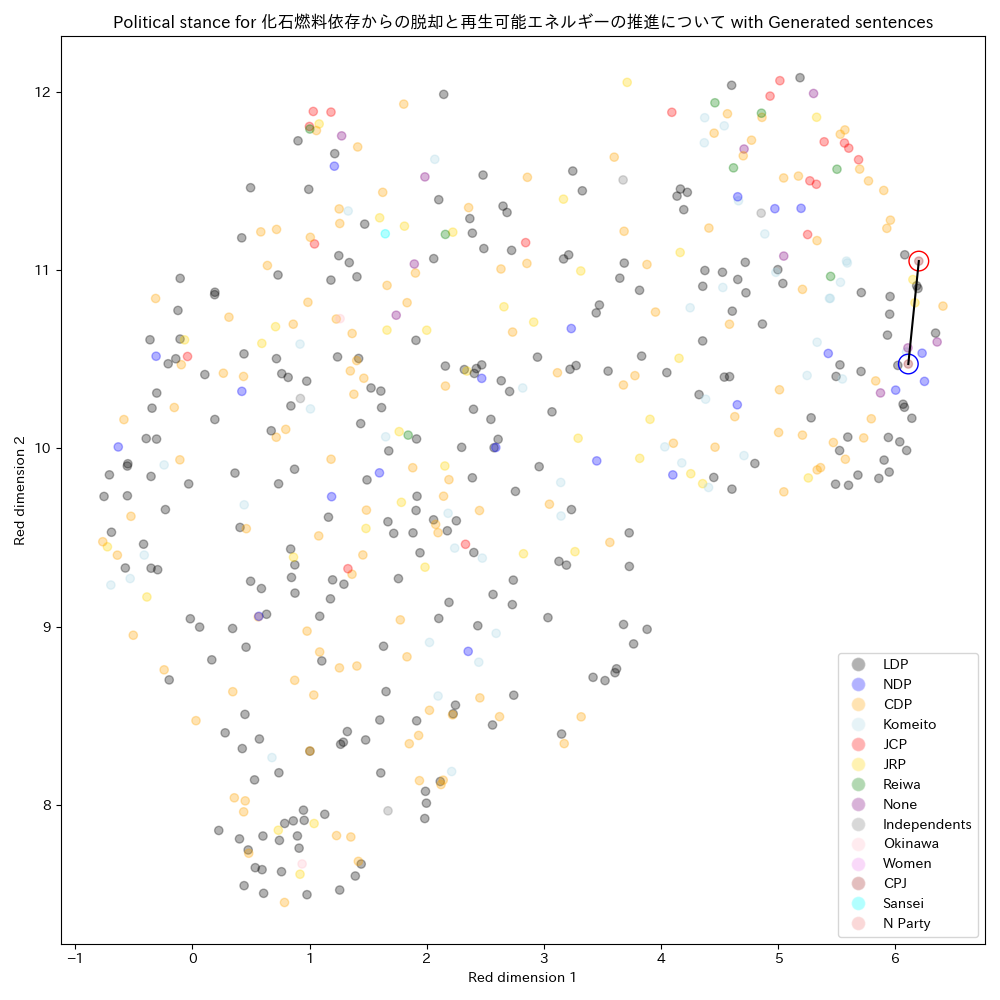 Political stance for 化石燃料依存からの脱却と再生可能エネルギーの推進について with Generated sentences
12
11
10
9
8
Red dimension 2
−1
0
1
2
3
4
5
6
Red dimension 1
LDP
NDP
CDP
Komeito
JCP
JRP
Reiwa
None
Independents
Okinawa
Women
CPJ
Sansei
N Party